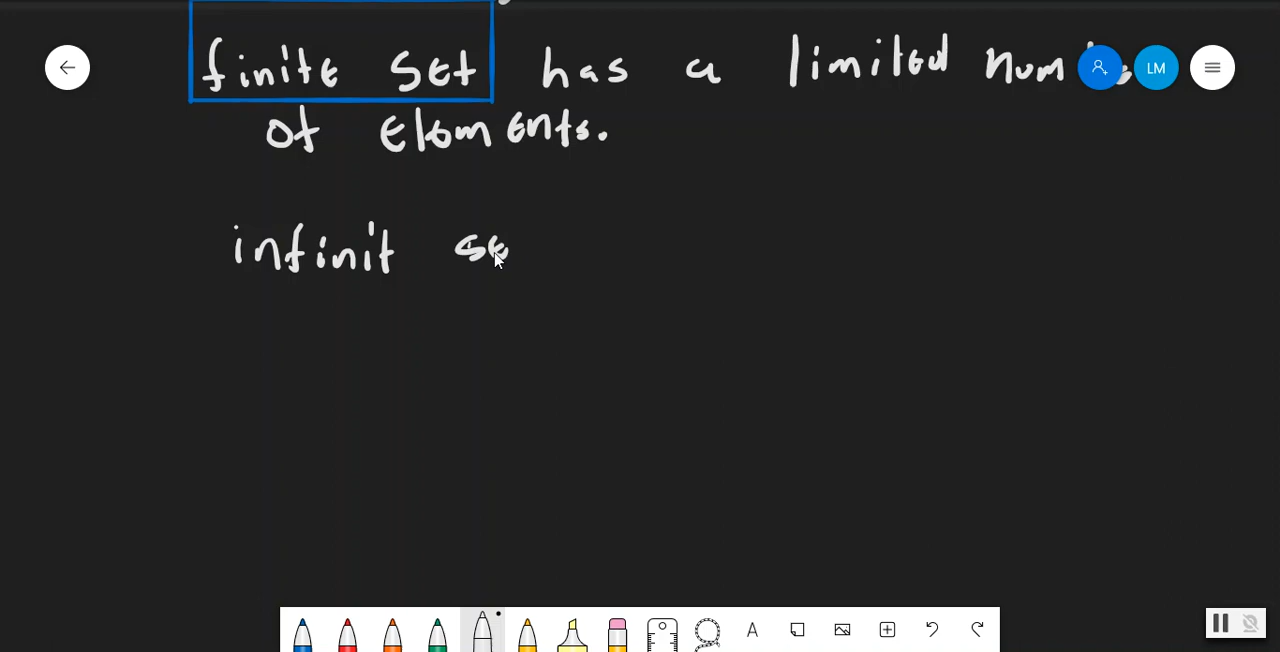 finite set has a limited num
of elements.
infinit se
LM
A